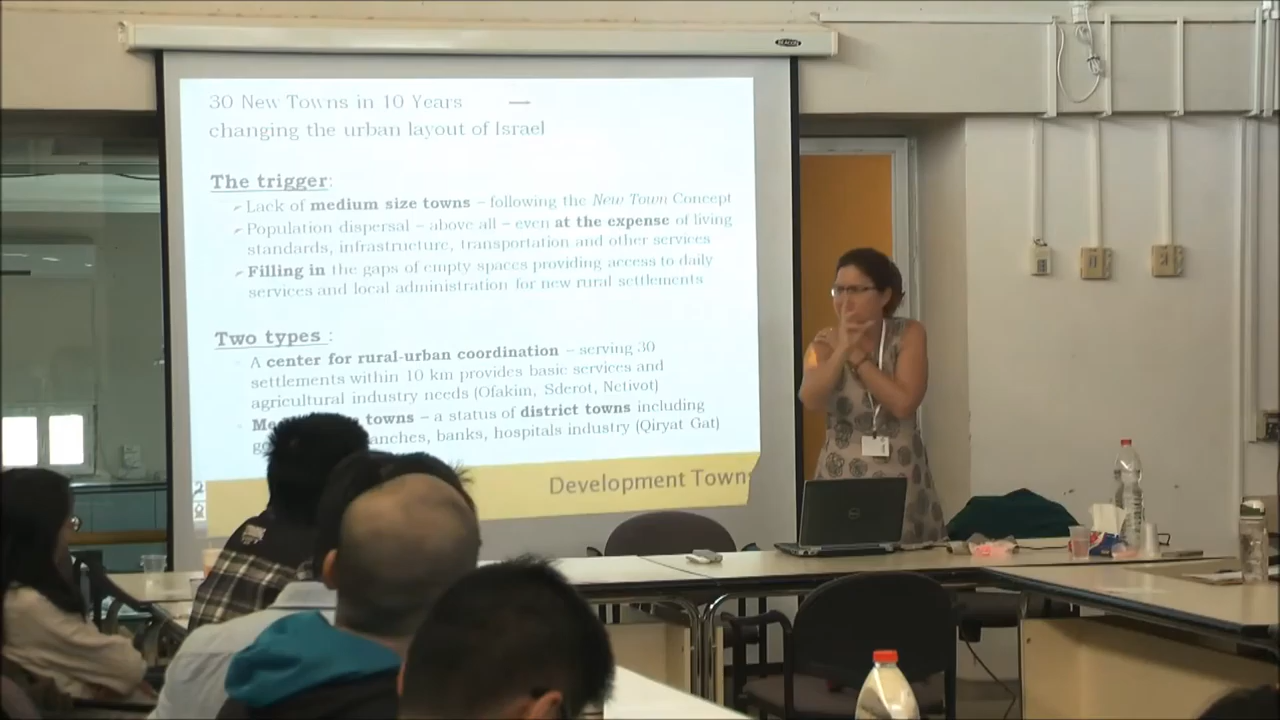 BEACON
30 New Towns in 10 Years —
changing the urban layout of Israel
The trigger:
Lack of medium size towns – following the New Town Concept
Population dispersal – above all – even at the expense of living
standards, infrastructure, transportation and other services
Filling in the gaps of empty spaces providing access to daily
services and local administration for new rural settlements
Two types :
A center for rural-urban coordination – serving 30
settlements within 10 km provides basic services and
agricultural industry needs (Ofakim, Sderot, Netivot)
towns – a status of district towns including
banks, hospitals industry (Qiryat Gat)
Development Towns